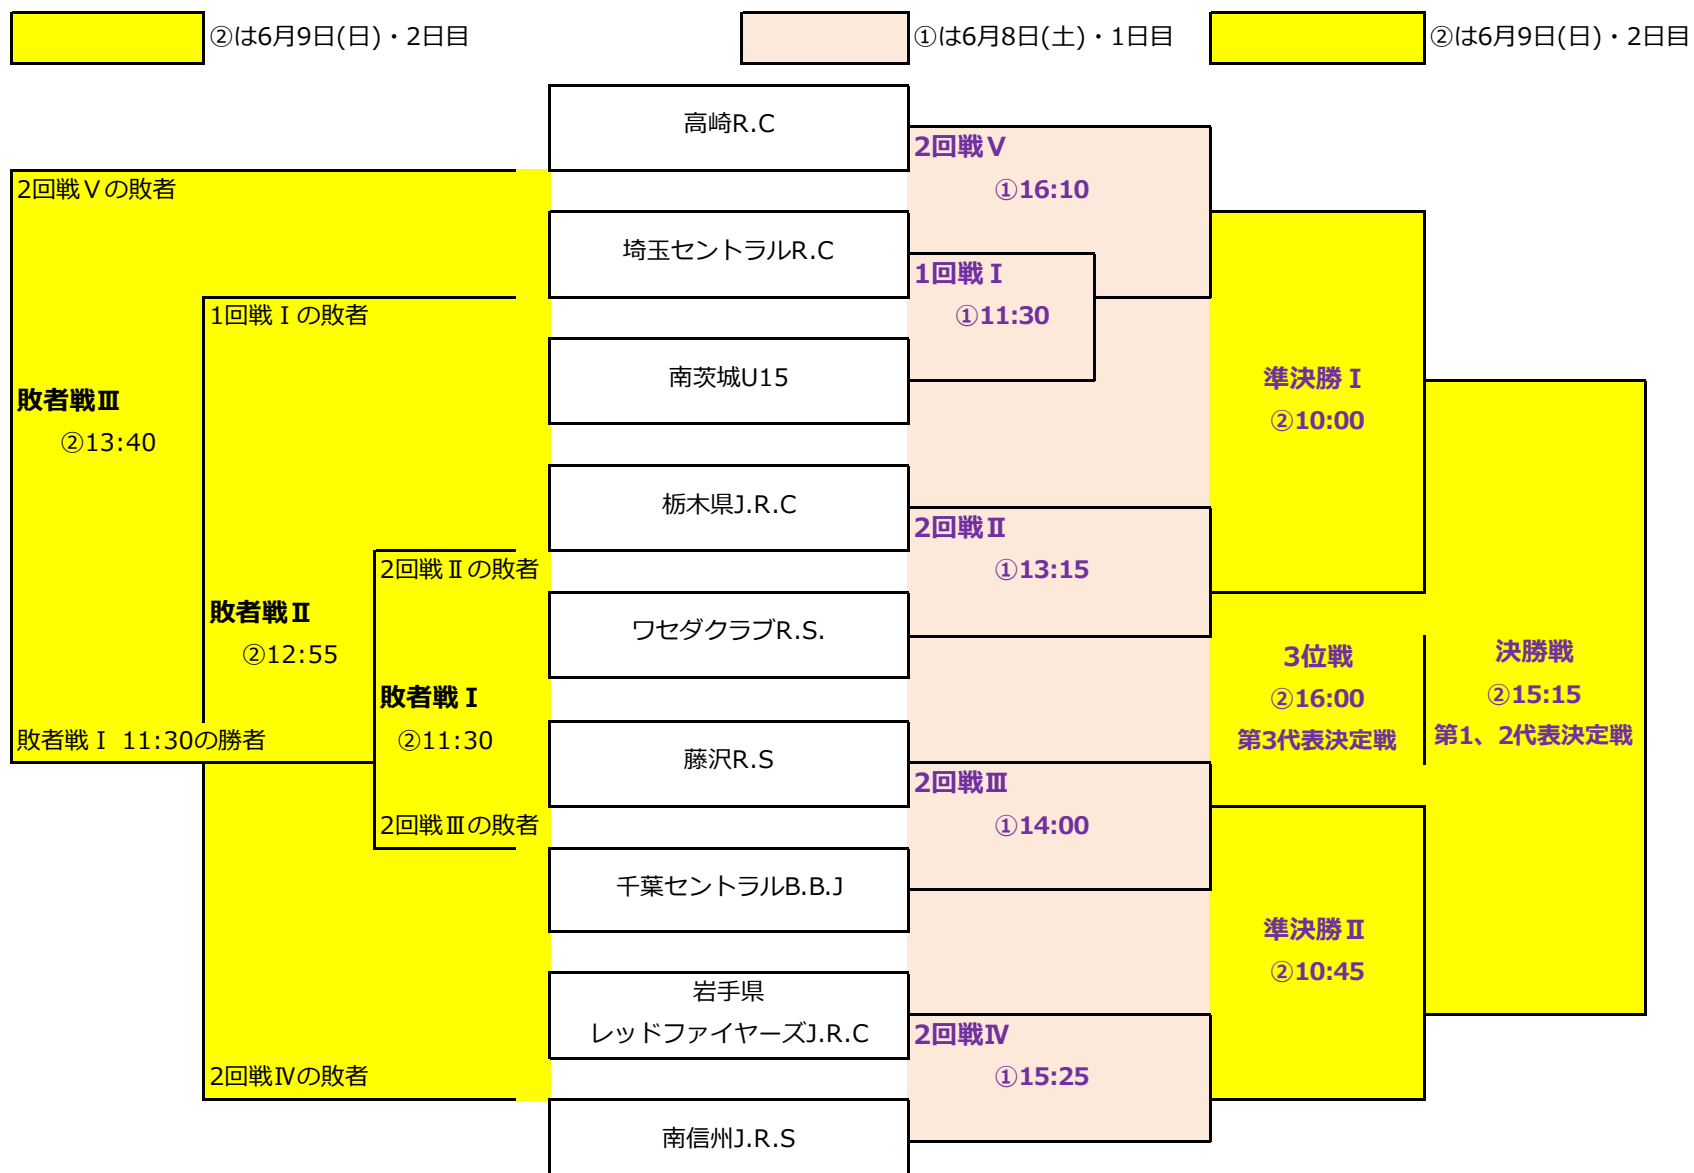 ②は6月9日(日)・2日目
①は6月8日(土)・1日目
②は6月9日(日)・2日目
高崎R.C
2回戦Ⅴ
①16:10
2回戦Ⅴの敗者
埼玉セントラルR.C
1回戦Ⅰ
①11:30
1回戦Ⅰの敗者
南茨城U15
準決勝Ⅰ
②10:00
敗者戦Ⅲ
②13:40
栃木県J.R.C
2回戦Ⅱ
①13:15
2回戦Ⅱの敗者
敗者戦Ⅱ
②12:55
ワセダクラブR.S.
3位戦
②16:00
第3代表決定戦
決勝戦
②15:15
第1、2代表決定戦
敗者戦Ⅰ
②11:30
敗者戦Ⅰ 11:30の勝者
藤沢R.S
2回戦Ⅲ
①14:00
2回戦Ⅲの敗者
千葉セントラルB.B.J
準決勝Ⅱ
②10:45
岩手県
レッドファイヤーズJ.R.C
2回戦Ⅳ
①15:25
2回戦Ⅳの敗者
南信州J.R.S